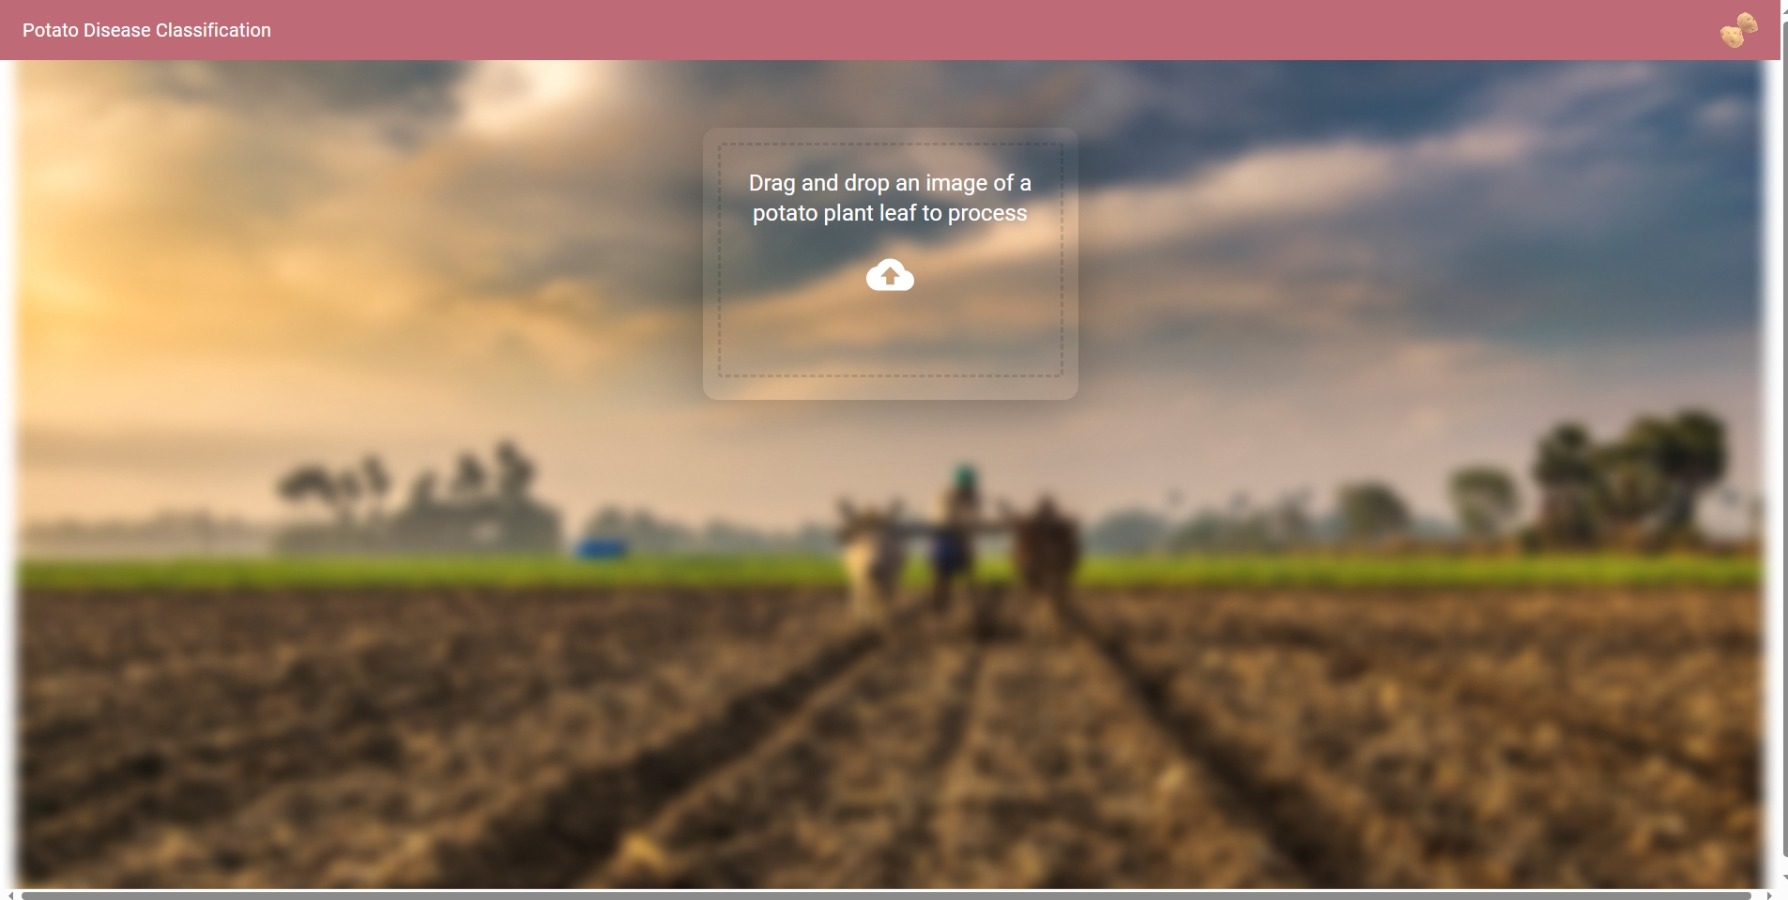 Potato Disease Classification
Drag and drop an image of a
potato plant leaf to process